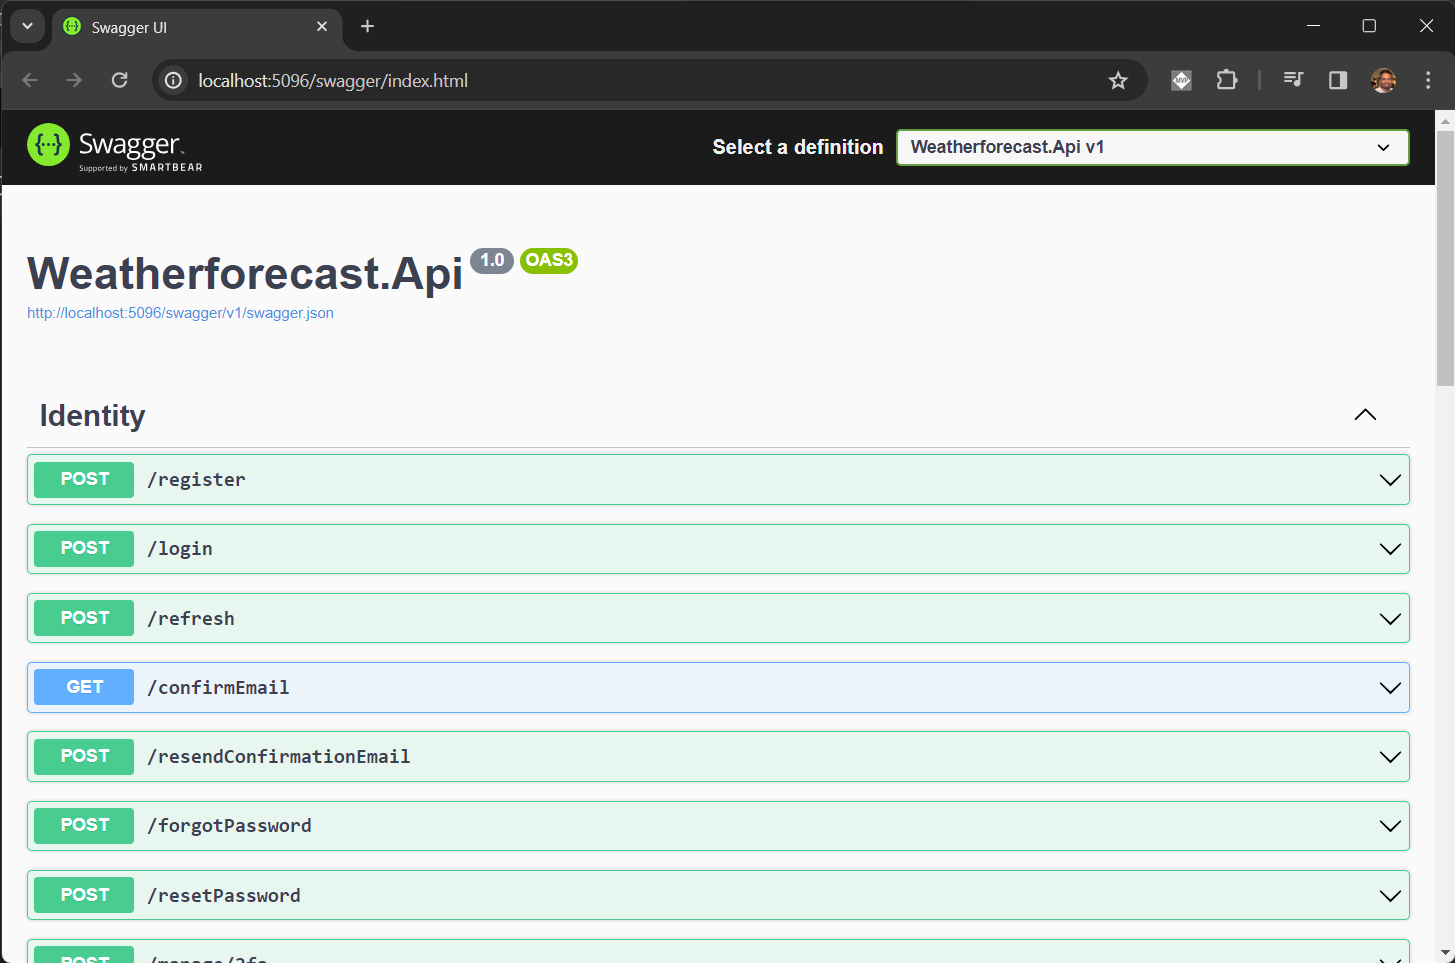 Swagger UI
localhost:5096/swagger/index.html
Swagger
Supported by SMARTBEAR
Select a definition
Weatherforecast.Api v1
Weatherforecast.Api 1.0 OAS3
http://localhost:5096/swagger/v1/swagger.json
Identity
POST /register
POST /login
POST /refresh
GET /confirmEmail
POST /resendConfirmationEmail
POST /forgotPassword
POST /resetPassword
POST /manage/2fa